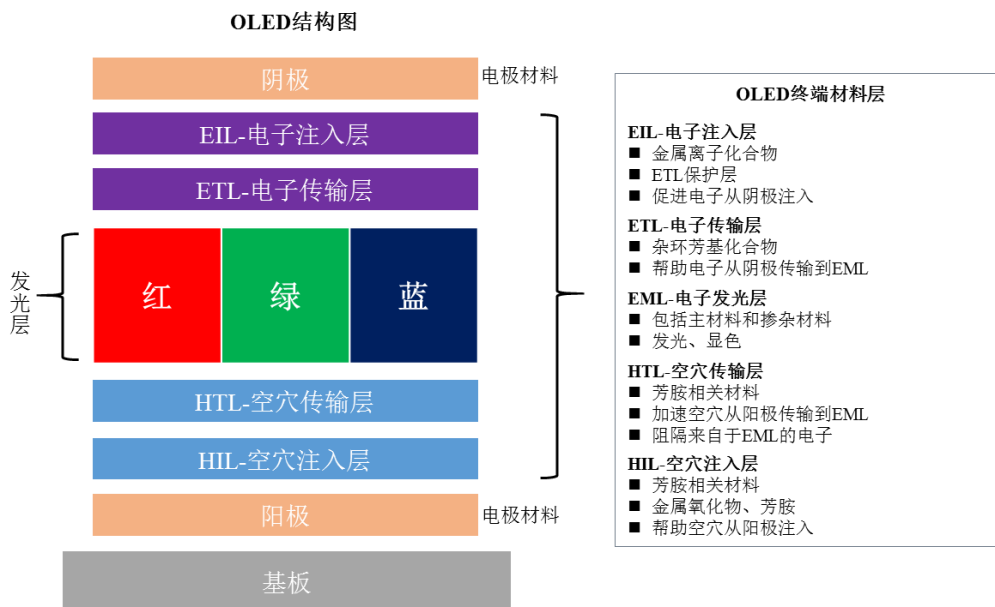 OLED结构图
阴极
电极材料
EIL-电子注入层
ETL-电子传输层
发光层
红
绿
蓝
HTL-空穴传输层
HIL-空穴注入层
阳极
电极材料
基板
OLED终端材料层
EIL-电子注入层
■ 金属离子化合物
■ ETL保护层
■ 促进电子从阴极注入
ETL-电子传输层
■ 杂环芳基化合物
■ 帮助电子从阴极传输到EML
EML-电子发光层
■ 包括主材料和掺杂材料
■ 发光、显色
HTL-空穴传输层
■ 芳胺相关材料
■ 加速空穴从阳极传输到EML
■ 阻隔来自于EML的电子
HIL-空穴注入层
■ 芳胺相关材料
■ 金属氧化物、芳胺
■ 帮助空穴从阳极注入